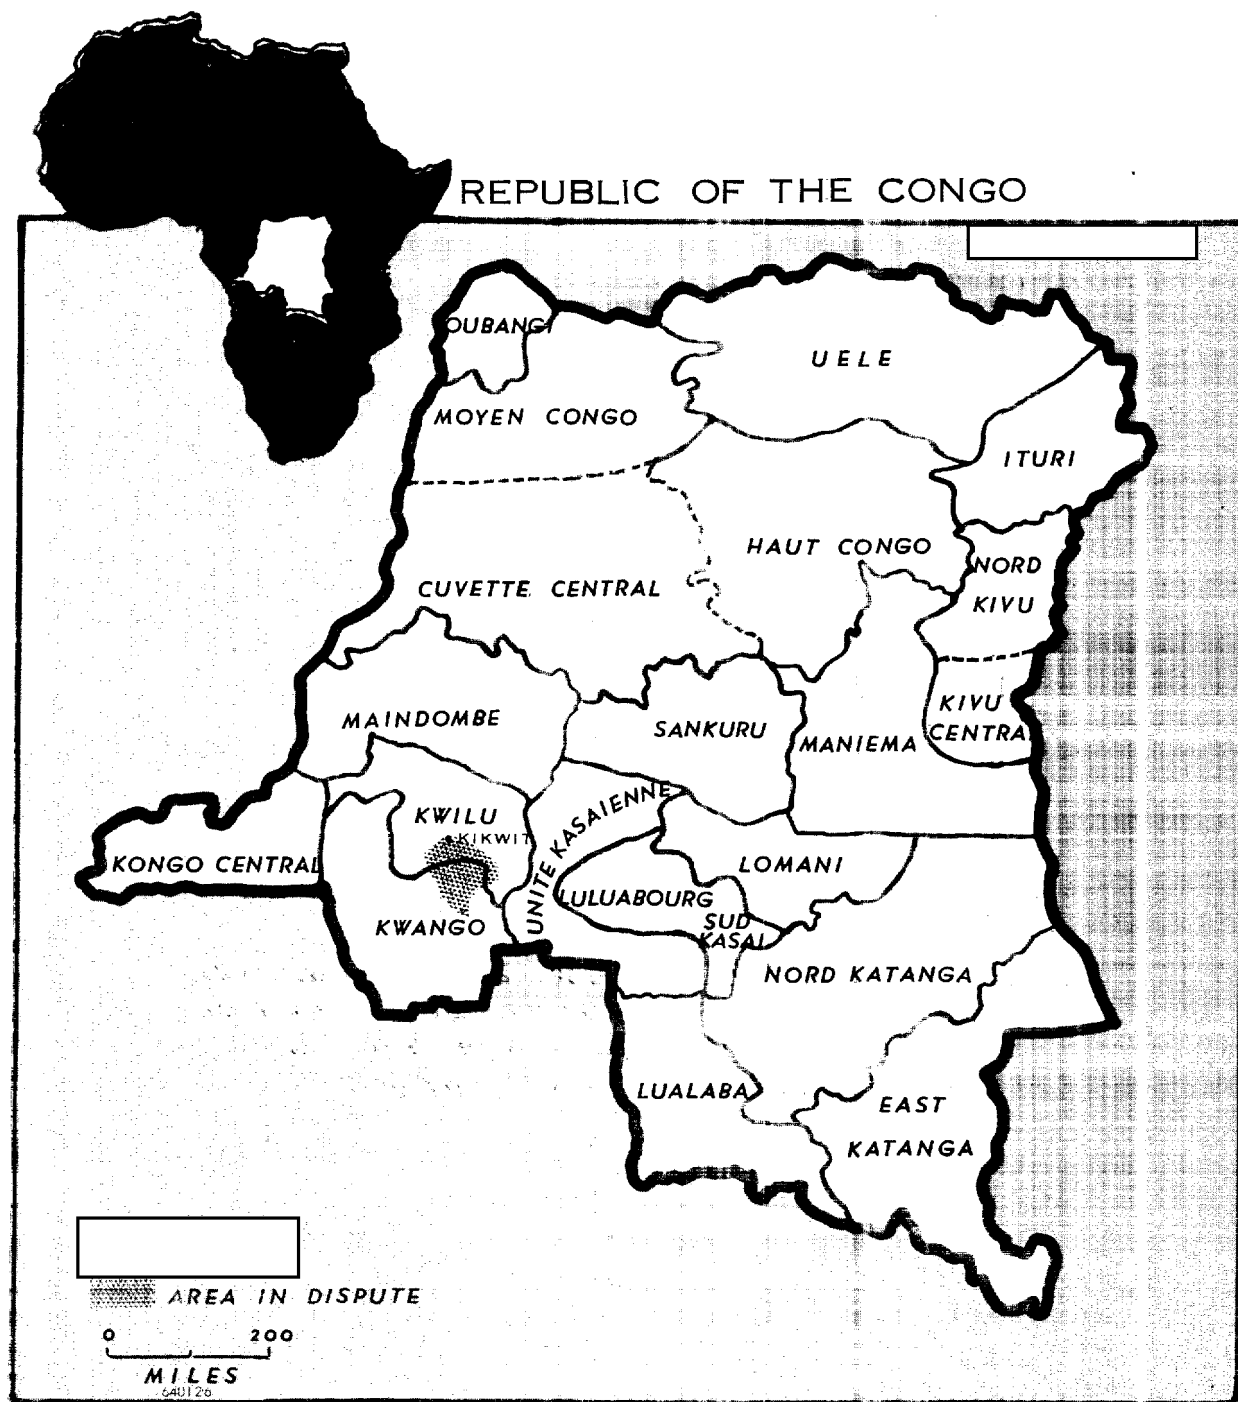 REPUBLIC OF THE CONGO
OUBANGI
UELE
MOYEN CONGO
ITURI
HAUT CONGO
NORD
KIVU
CUVETTE CENTRAL
KIVU
CENTRAL
MAINDOMBE
SANKURU
MANIEMA
UNITE KASAIENNE
KWILU
KIKWIT
KONGO CENTRAL
LOMANI
LULUABOURG
KWANGO
SUD
KASAI
NORD KATANGA
LUALABA
EAST
KATANGA
AREA IN DISPUTE
0 200
MILES
640126